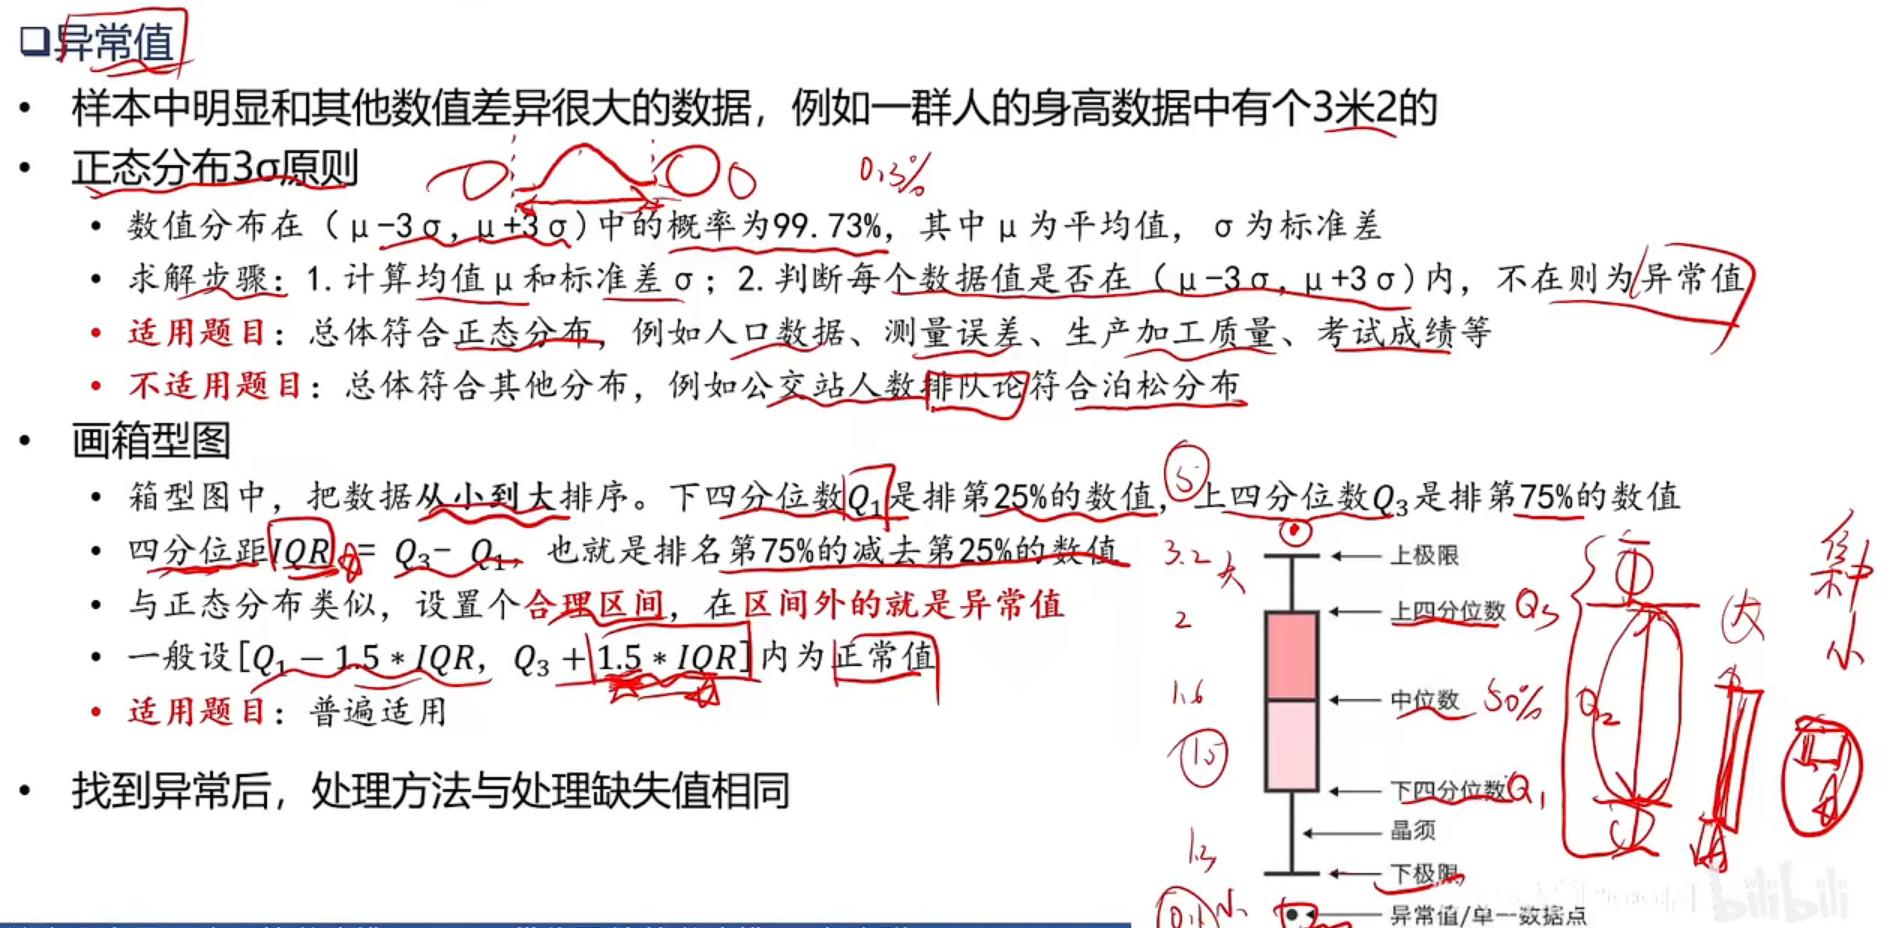 异常值
• 样本中明显和其他数值差异很大的数据，例如一群人的身高数据中有个3米2的
• 正态分布3σ原则
0.3%
• 数值分布在（μ-3σ, μ+3σ)中的概率为99.73%，其中μ为平均值，σ为标准差
• 求解步骤：1.计算均值μ和标准差σ；2.判断每个数据值是否在（μ-3σ, μ+3σ)内，不在则为异常值
• 适用题目：总体符合正态分布，例如人口数据、测量误差、生产加工质量、考试成绩等
• 不适用题目：总体符合其他分布，例如公交站人数排队论符合泊松分布
• 画箱型图
5
• 箱型图中，把数据从小到大排序。下四分位数Q₁是排第25%的数值，上四分位数Q₃是排第75%的数值
• 四分位距IQR = Q₃− Q₁，也就是排名第75%的减去第25%的数值
• 与正态分布类似，设置个合理区间，在区间外的就是异常值
• 一般设[Q₁ − 1.5 * IQR，Q₃ + 1.5 * IQR]内为正常值
• 适用题目：普遍适用
• 找到异常后，处理方法与处理缺失值相同
3.2 大 上极限
2 上四分位数 Q₃
1.6 中位数 50% Q₂
1.5
下四分位数 Q₁
晶须
1.3
下极限
异常值/单一数据点
大
集中
小
bilibili